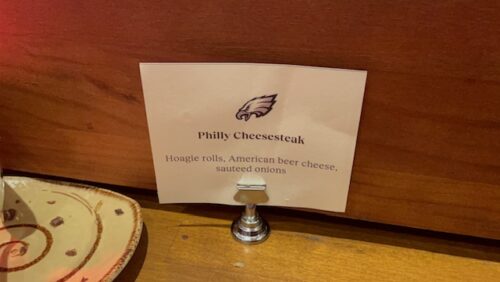 Philly Cheesesteak
Hoagie rolls, American beer cheese,
sauteed onions